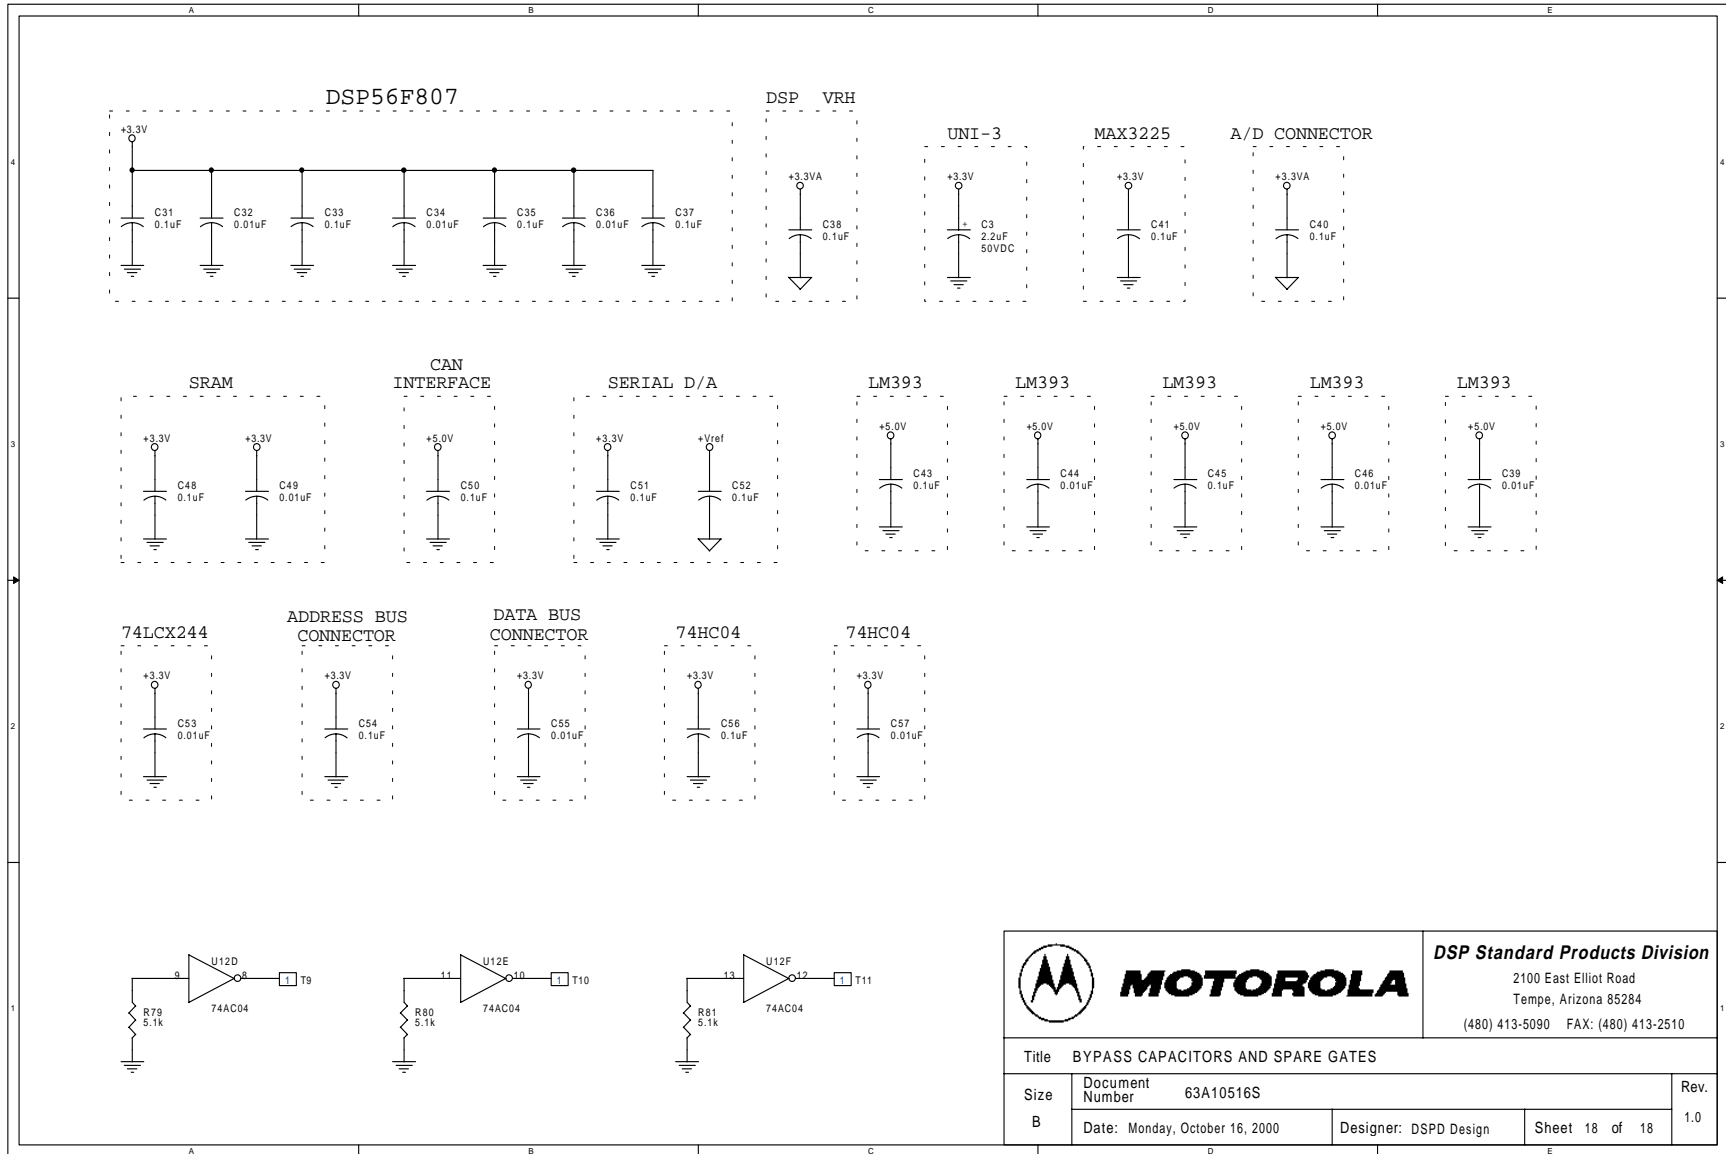 A B C D E
DSP56F807
DSP VRH
UNI-3
MAX3225
A/D CONNECTOR
4 4
+3.3V
+3.3VA
+3.3V
+3.3V
+3.3VA
C31
0.1uF
C32
0.01uF
C33
0.1uF
C34
0.01uF
C35
0.1uF
C36
0.01uF
C37
0.1uF
C38
0.1uF
+
C3
2.2uF
50VDC
C41
0.1uF
C40
0.1uF
SRAM
CAN
INTERFACE
SERIAL D/A
LM393
LM393
LM393
LM393
LM393
3 3
+3.3V
+3.3V
+5.0V
+3.3V
+Vref
+5.0V
+5.0V
+5.0V
+5.0V
+5.0V
C48
0.1uF
C49
0.01uF
C50
0.1uF
C51
0.1uF
C52
0.1uF
C43
0.1uF
C44
0.01uF
C45
0.1uF
C46
0.01uF
C39
0.01uF
74LCX244
ADDRESS BUS
CONNECTOR
DATA BUS
CONNECTOR
74HC04
74HC04
2 2
+3.3V
+3.3V
+3.3V
+3.3V
+3.3V
C53
0.01uF
C54
0.1uF
C55
0.01uF
C56
0.1uF
C57
0.01uF
1 1
U12D
9 8
1 T9
74AC04
R79
5.1k
U12E
11 10
1 T10
74AC04
R80
5.1k
U12F
13 12
1 T11
74AC04
R81
5.1k
MOTOROLA
DSP Standard Products Division
2100 East Elliot Road
Tempe, Arizona 85284
(480) 413-5090 FAX: (480) 413-2510
Title BYPASS CAPACITORS AND SPARE GATES
Size
B
Document
Number 63A10516S
Rev.
1.0
Date: Monday, October 16, 2000
Designer: DSPD Design
Sheet 18 of 18
A B C D E